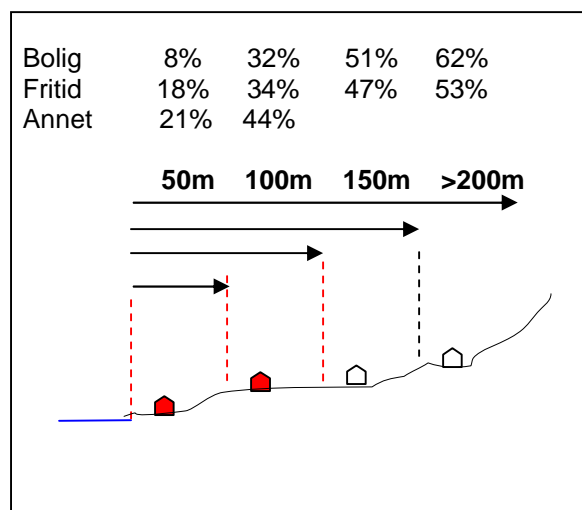 Bolig 8% 32% 51% 62%
Fritid 18% 34% 47% 53%
Annet 21% 44%
50m 100m 150m >200m